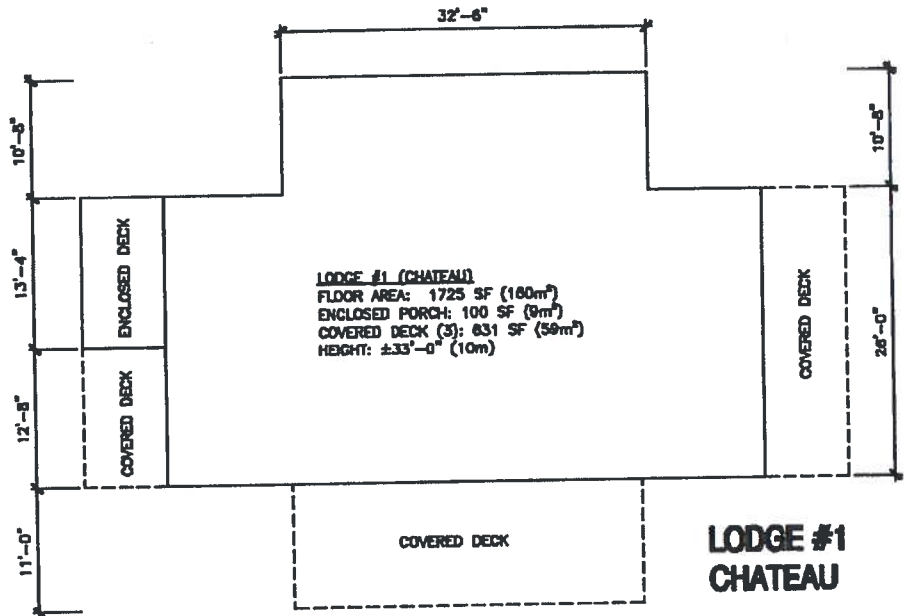 32'-6"
10'-8"
10'-8"
13'-4"
ENCLOSED DECK
LODGE #1 (CHATEAU)
FLOOR AREA: 1725 SF (160m²)
ENCLOSED PORCH: 100 SF (9m²)
COVERED DECK (3): 631 SF (59m²)
HEIGHT: ±33'-0" (10m)
COVERED DECK
26'-0"
12'-8"
COVERED DECK
11'-0"
COVERED DECK
LODGE #1
CHATEAU